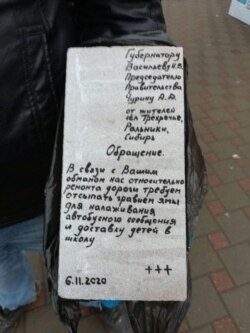 Губернатору
Васильеву И.В.
Председателю
Правительства
Чурину А.А.
от жителей
сёл Трехречье,
Ральники,
Сибирь
Обращение.
В связи с Вашим
обманом нас относительно
ремонта дороги требуем
отсыпать гравием ямы
для налаживания
автобусного сообщения
и доставку детей в
школу
6.11.2020
+++